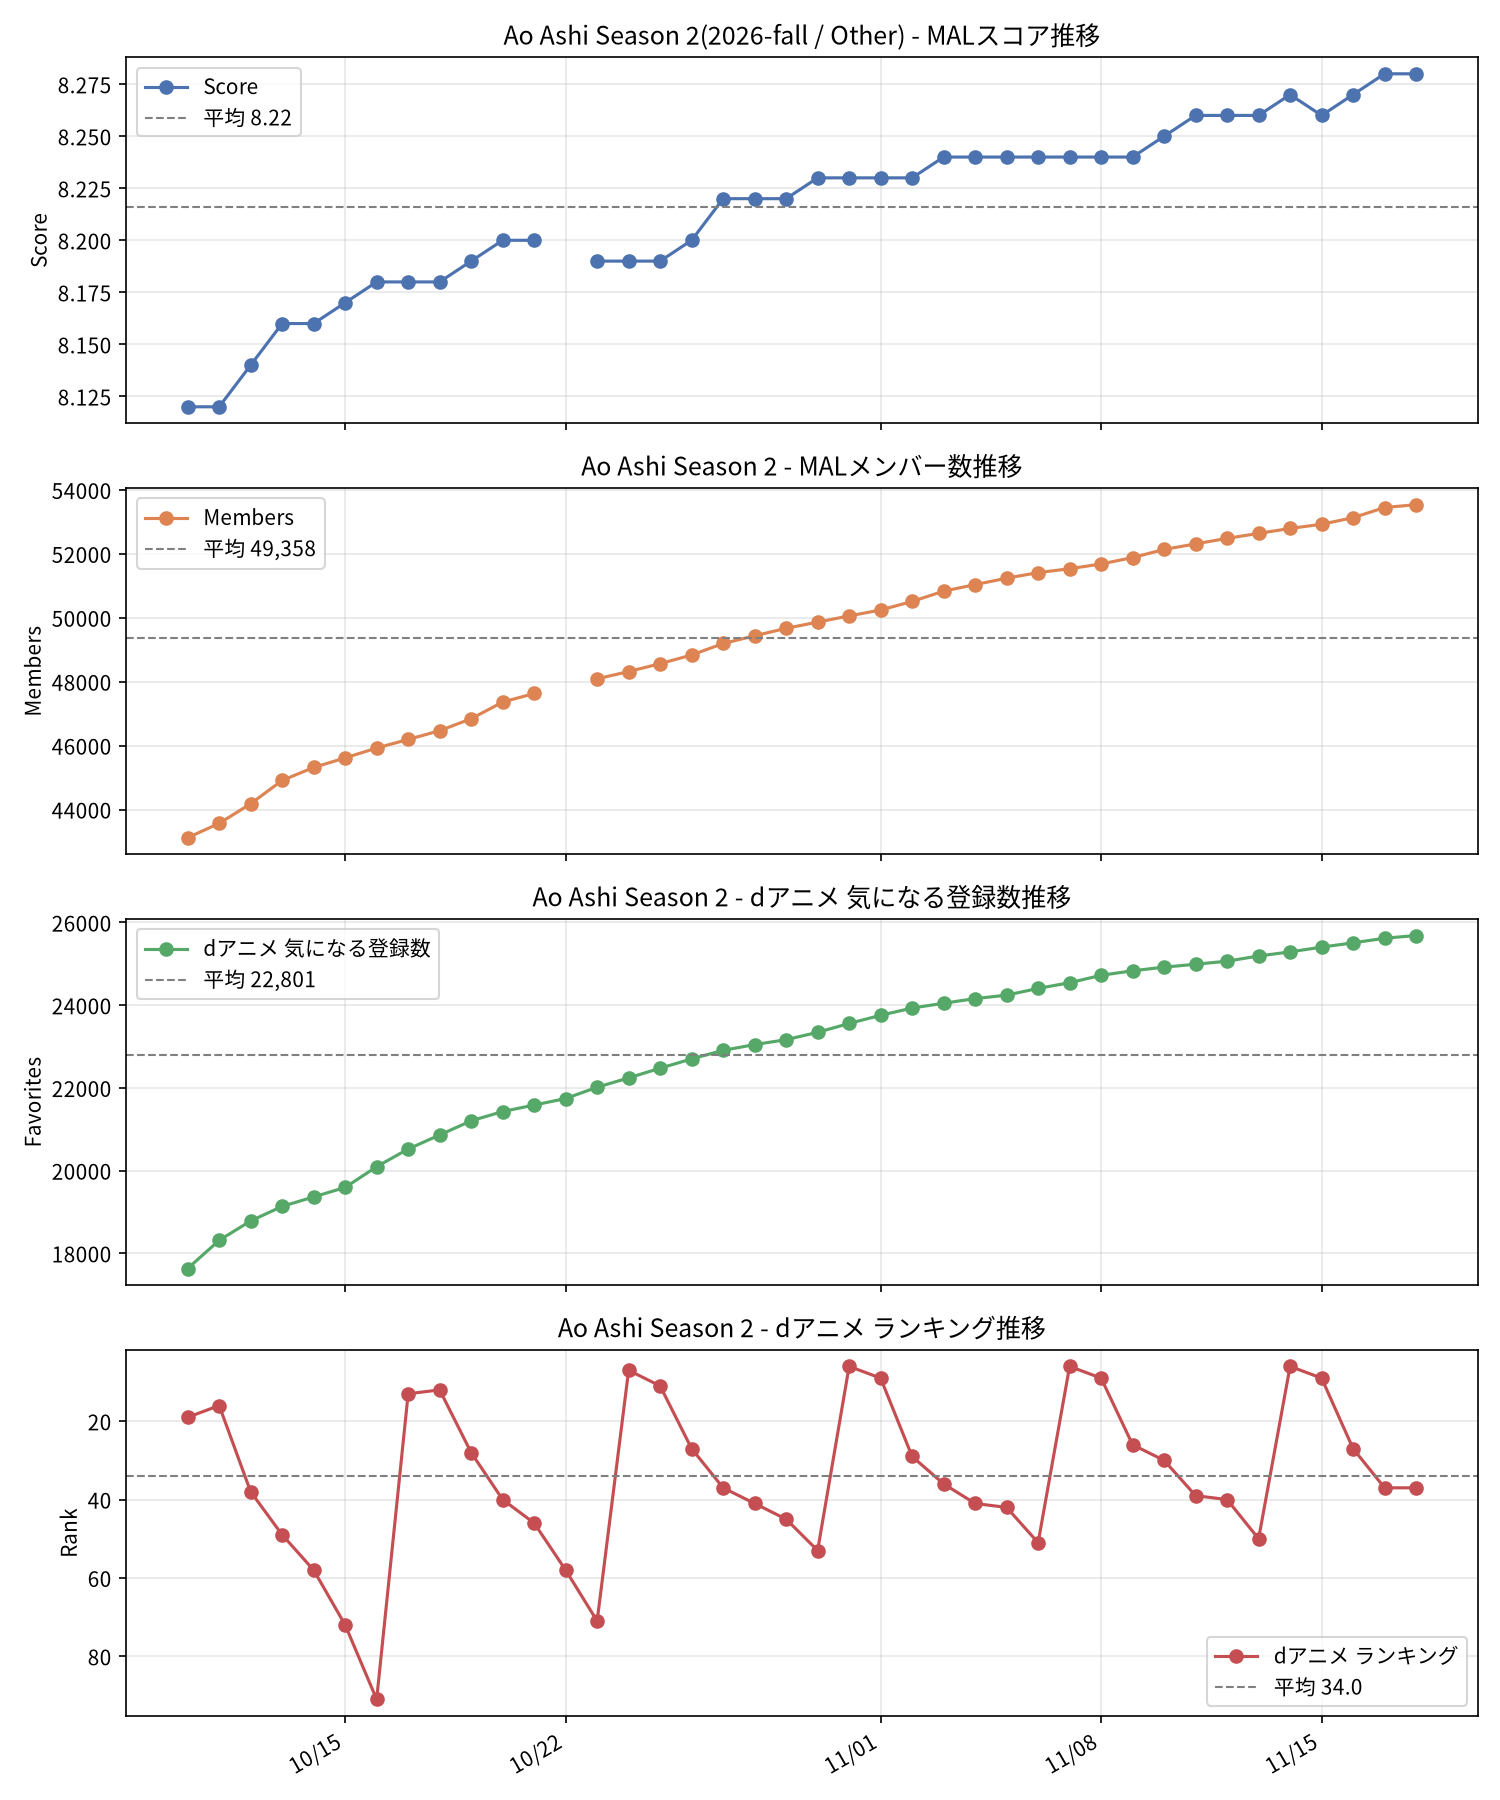 Ao Ashi Season 2(2026-fall / Other) - MALスコア推移
Score
平均 8.22
8.275
8.250
8.225
8.200
8.175
8.150
8.125
Score
Ao Ashi Season 2 - MALメンバー数推移
Members
平均 49,358
54000
52000
50000
48000
46000
44000
Members
Ao Ashi Season 2 - dアニメ 気になる登録数推移
dアニメ 気になる登録数
平均 22,801
26000
24000
22000
20000
18000
Favorites
Ao Ashi Season 2 - dアニメ ランキング推移
20
40
60
80
Rank
dアニメ ランキング
平均 34.0
10/15
10/22
11/01
11/08
11/15